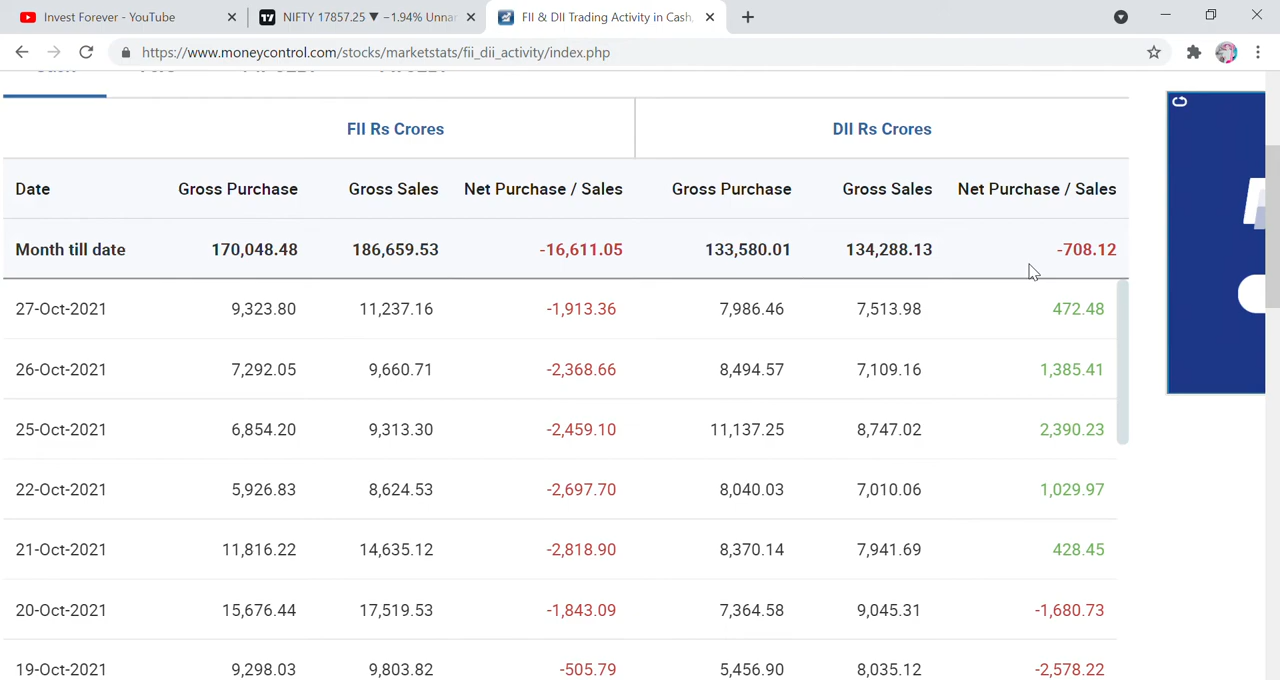 Invest Forever - YouTube
NIFTY 17857.25 ▼ −1.94% Unnar
FII & DII Trading Activity in Cash,
https://www.moneycontrol.com/stocks/marketstats/fii_dii_activity/index.php
FII Rs Crores DII Rs Crores
Date Gross Purchase Gross Sales Net Purchase / Sales Gross Purchase Gross Sales Net Purchase / Sales
Month till date 170,048.48 186,659.53 -16,611.05 133,580.01 134,288.13 -708.12
27-Oct-2021 9,323.80 11,237.16 -1,913.36 7,986.46 7,513.98 472.48
26-Oct-2021 7,292.05 9,660.71 -2,368.66 8,494.57 7,109.16 1,385.41
25-Oct-2021 6,854.20 9,313.30 -2,459.10 11,137.25 8,747.02 2,390.23
22-Oct-2021 5,926.83 8,624.53 -2,697.70 8,040.03 7,010.06 1,029.97
21-Oct-2021 11,816.22 14,635.12 -2,818.90 8,370.14 7,941.69 428.45
20-Oct-2021 15,676.44 17,519.53 -1,843.09 7,364.58 9,045.31 -1,680.73
19-Oct-2021 9,298.03 9,803.82 -505.79 5,456.90 8,035.12 -2,578.22